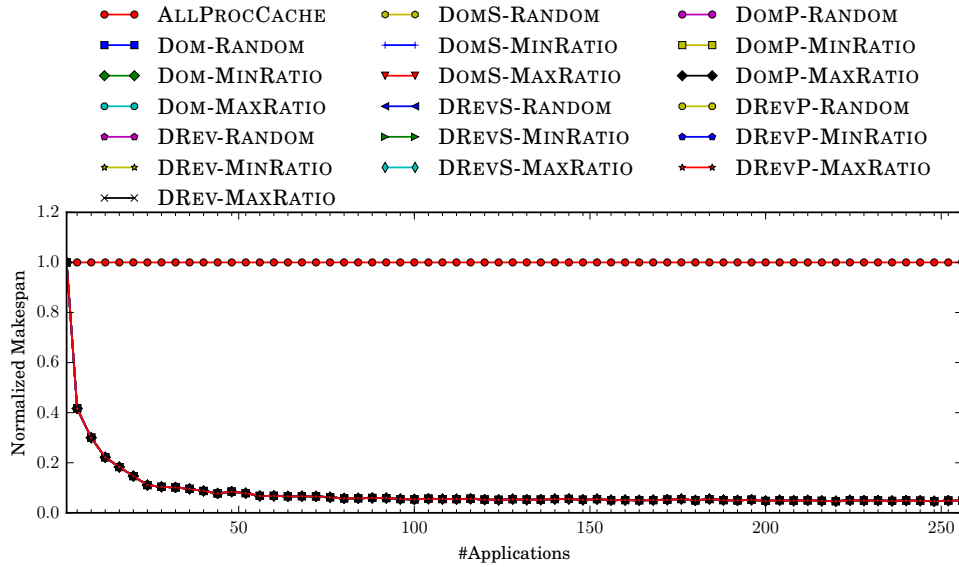 ALLPROCCACHE
DOM-RANDOM
DOM-MINRATIO
DOM-MAXRATIO
DREV-RANDOM
DREV-MINRATIO
DREV-MAXRATIO
DOMS-RANDOM
DOMS-MINRATIO
DOMS-MAXRATIO
DREVS-RANDOM
DREVS-MINRATIO
DREVS-MAXRATIO
DOMP-RANDOM
DOMP-MINRATIO
DOMP-MAXRATIO
DREVP-RANDOM
DREVP-MINRATIO
DREVP-MAXRATIO
Normalized Makespan
1.2
1.0
0.8
0.6
0.4
0.2
0.0
50 100 150 200 250
#Applications